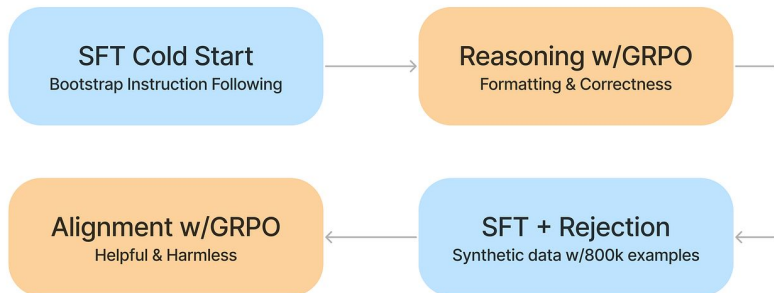 SFT Cold Start
Bootstrap Instruction Following
Reasoning w/GRPO
Formatting & Correctness
Alignment w/GRPO
Helpful & Harmless
SFT + Rejection
Synthetic data w/800k examples